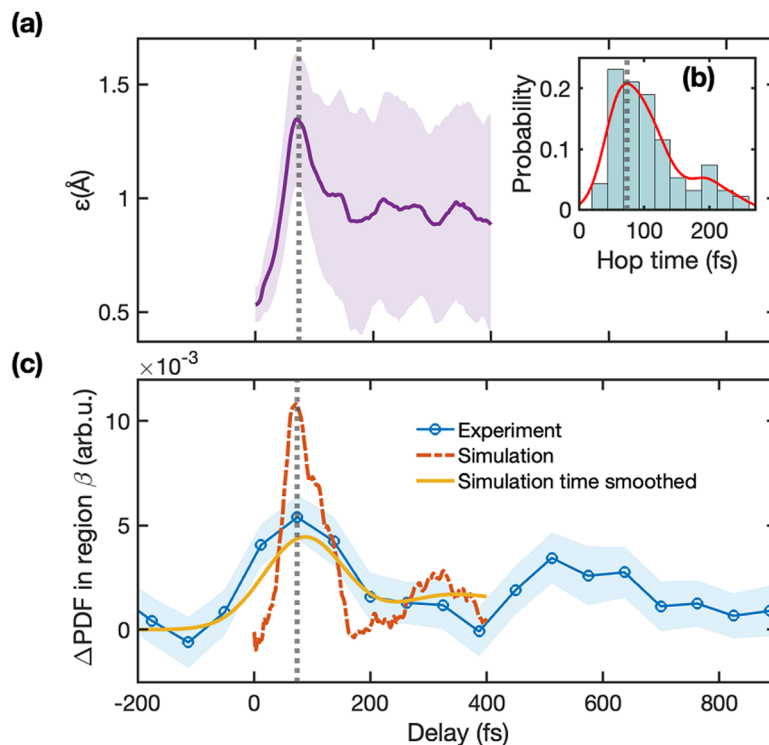 (a)
1.5
1
0.5
ε(Å)
(b)
0.2
0.1
0
Probability
0 100 200
Hop time (fs)
(c)
×10⁻³
10
5
0
ΔPDF in region β (arb.u.)
Experiment
Simulation
Simulation time smoothed
-200 0 200 400 600 800
Delay (fs)